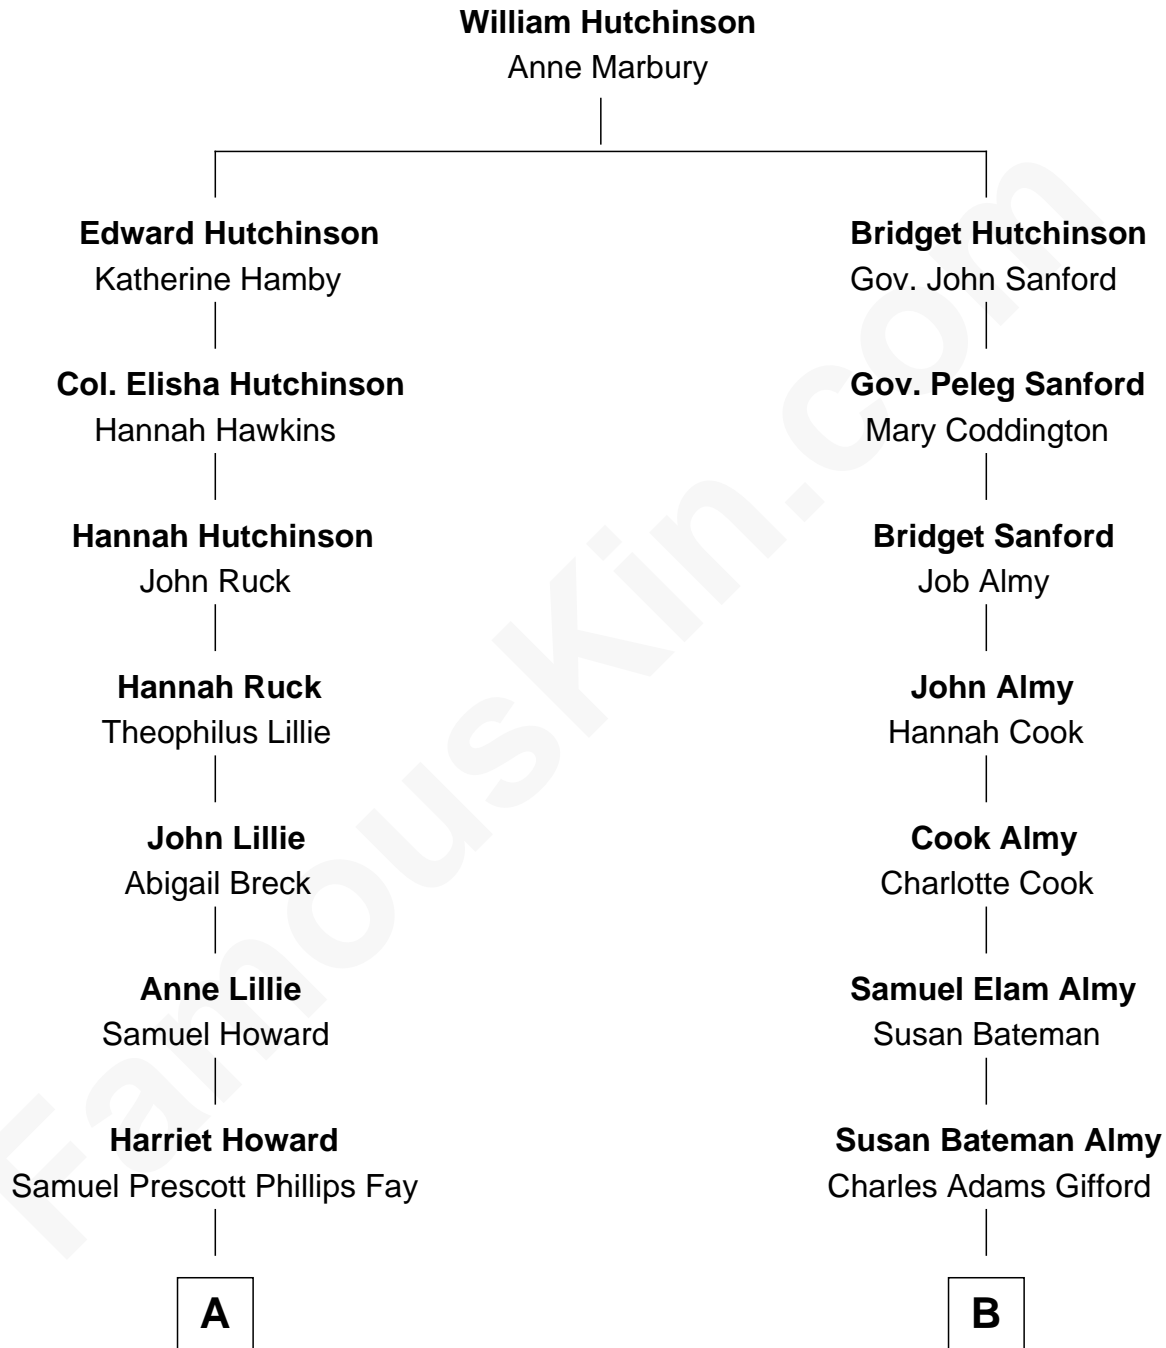 William Hutchinson
Anne Marbury
Edward Hutchinson
Katherine Hamby
Bridget Hutchinson
Gov. John Sanford
Col. Elisha Hutchinson
Hannah Hawkins
Gov. Peleg Sanford
Mary Coddington
Hannah Hutchinson
John Ruck
Bridget Sanford
Job Almy
Hannah Ruck
Theophilus Lillie
John Almy
Hannah Cook
John Lillie
Abigail Breck
Cook Almy
Charlotte Cook
Anne Lillie
Samuel Howard
Samuel Elam Almy
Susan Bateman
Harriet Howard
Samuel Prescott Phillips Fay
Susan Bateman Almy
Charles Adams Gifford
A
B
FamousKin.com